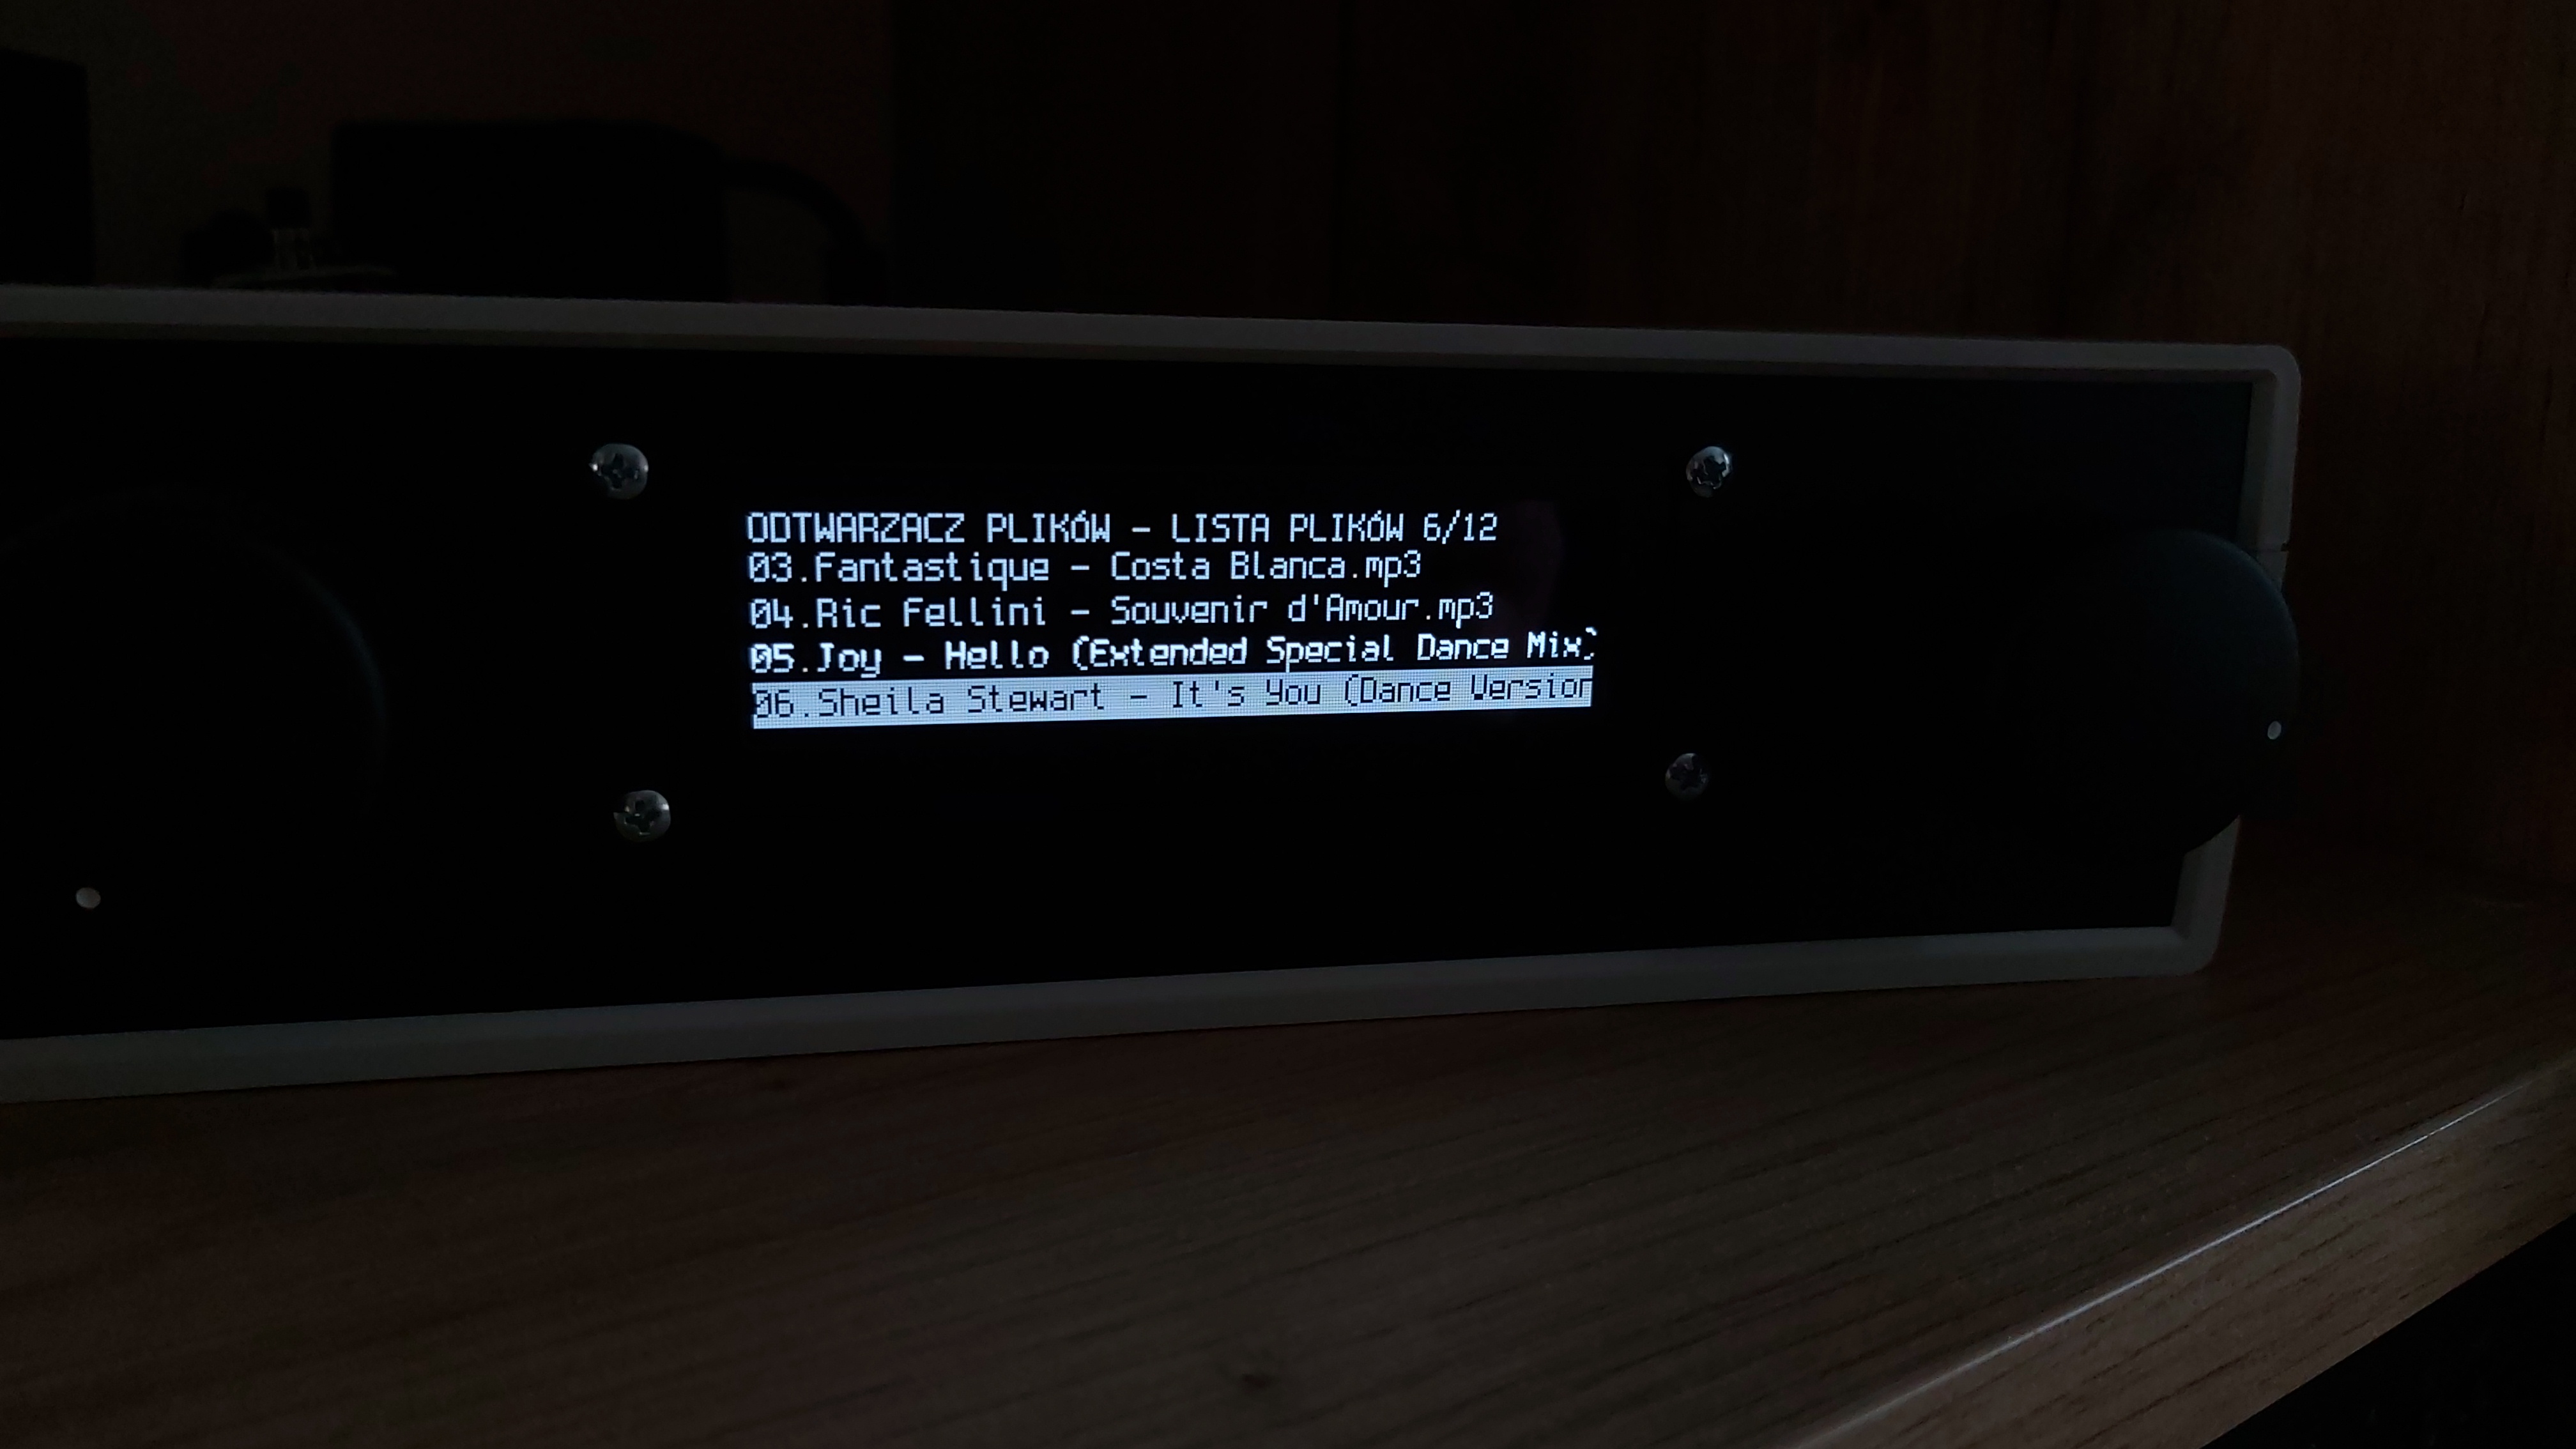 ODTWARZACZ PLIKÓW - LISTA PLIKÓW 6/12
03.Fantastique - Costa Blanca.mp3
04.Ric Fellini - Souvenir d'Amour.mp3
05.Joy - Hello (Extended Special Dance Mix)
06.Sheila Stewart - It's You (Dance Version